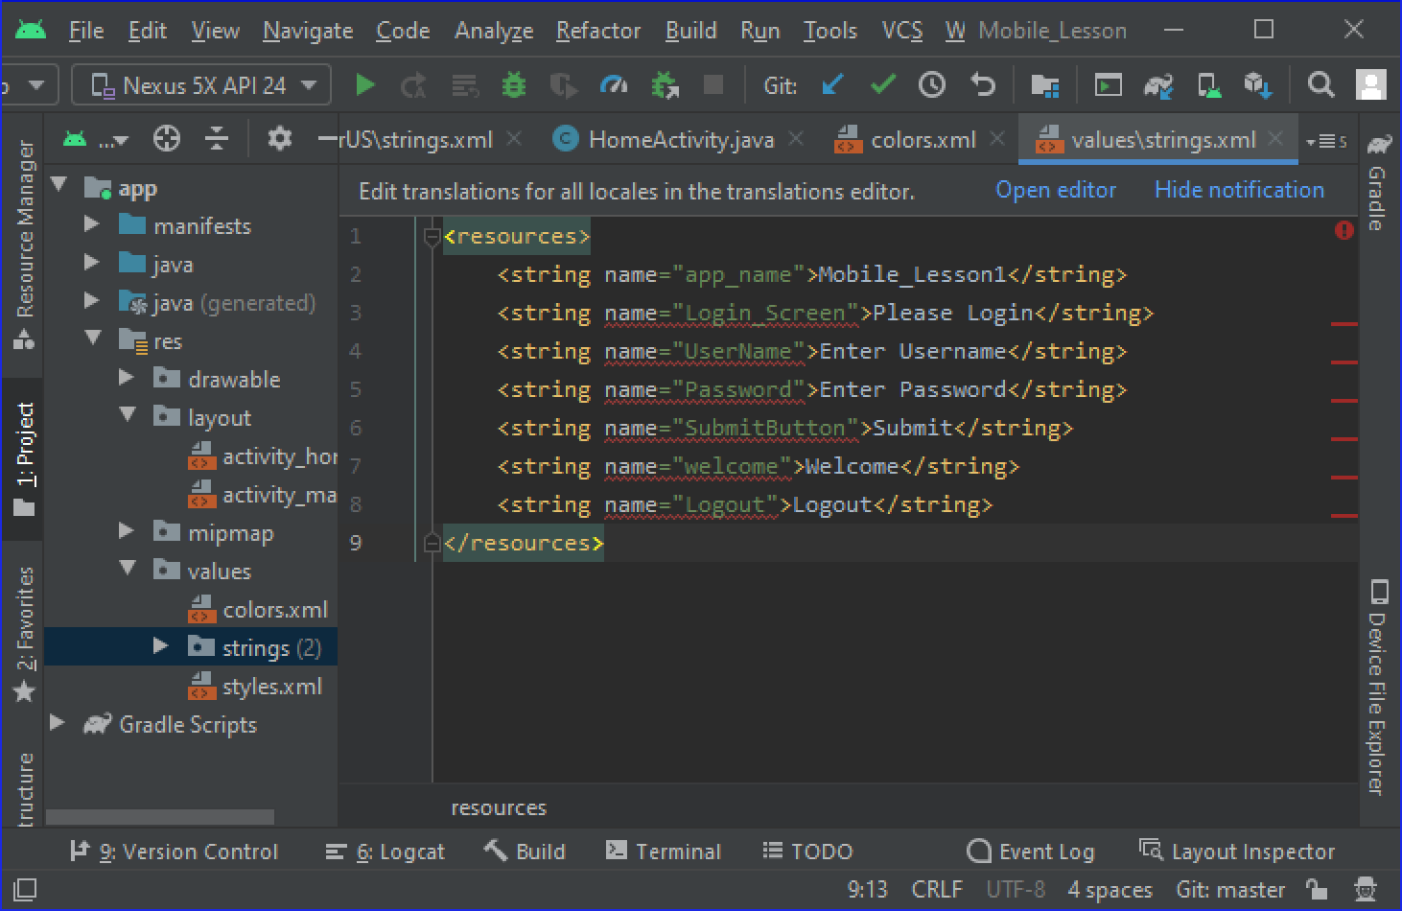 File Edit View Navigate Code Analyze Refactor Build Run Tools VCS W Mobile_Lesson
Nexus 5X API 24 Git:
... rUS\strings.xml HomeActivity.java colors.xml values\strings.xml 5
Edit translations for all locales in the translations editor. Open editor Hide notification
Resource Manager
1: Project
2: Favorites
tructure
app
manifests
java
java (generated)
res
drawable
layout
activity_hor
activity_ma
mipmap
values
colors.xml
strings (2)
styles.xml
Gradle Scripts
1 <resources>
2 <string name="app_name">Mobile_Lesson1</string>
3 <string name="Login_Screen">Please Login</string>
4 <string name="UserName">Enter Username</string>
5 <string name="Password">Enter Password</string>
6 <string name="SubmitButton">Submit</string>
7 <string name="welcome">Welcome</string>
8 <string name="Logout">Logout</string>
9 </resources>
resources
Gradle
Device File Explorer
9: Version Control 6: Logcat Build Terminal TODO Event Log Layout Inspector
9:13 CRLF UTF-8 4 spaces Git: master